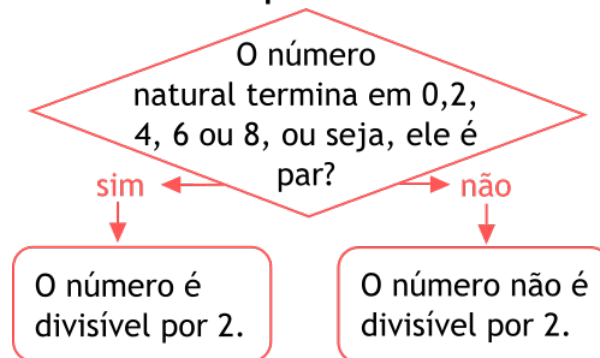 O número
natural termina em 0,2,
4, 6 ou 8, ou seja, ele é
par?
sim
não
O número é
divisível por 2.
O número não é
divisível por 2.